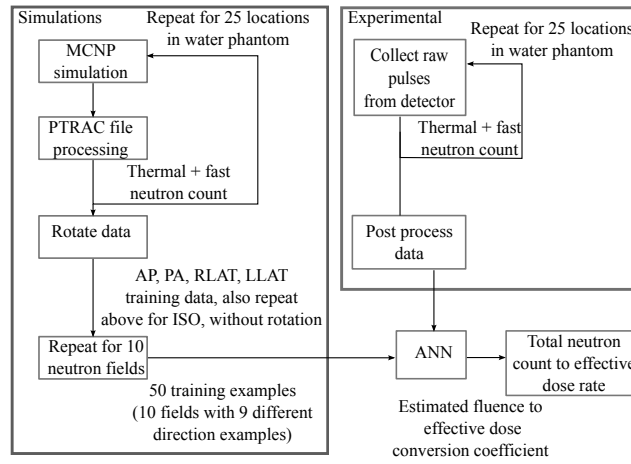 Simulations
Repeat for 25 locations
in water phantom
MCNP
simulation
PTRAC file
processing
Thermal + fast
neutron count
Rotate data
AP, PA, RLAT, LLAT
training data, also repeat
above for ISO, without rotation
Repeat for 10
neutron fields
50 training examples
(10 fields with 9 different
direction examples)
Experimental
Repeat for 25 locations
in water phantom
Collect raw
pulses
from detector
Thermal + fast
neutron count
Post process
data
ANN
Total neutron
count to effective
dose rate
Estimated fluence to
effective dose
conversion coefficient